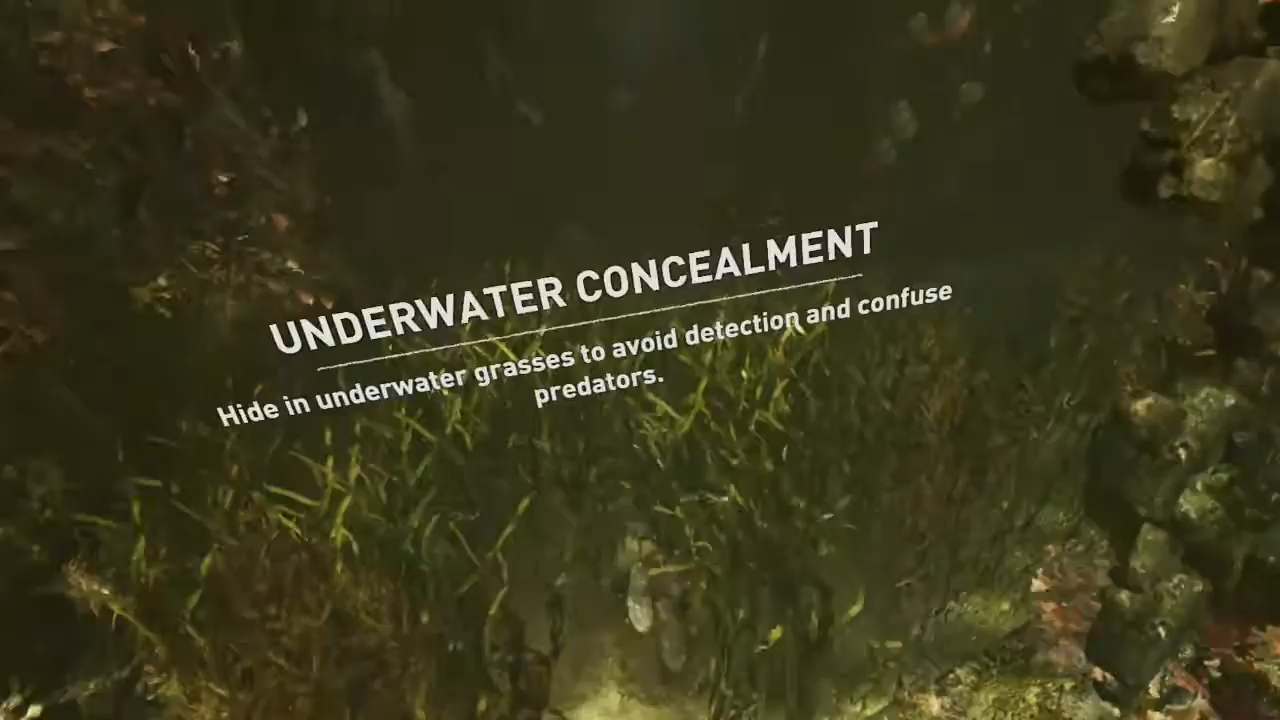 UNDERWATER CONCEALMENT
Hide in underwater grasses to avoid detection and confuse
predators.